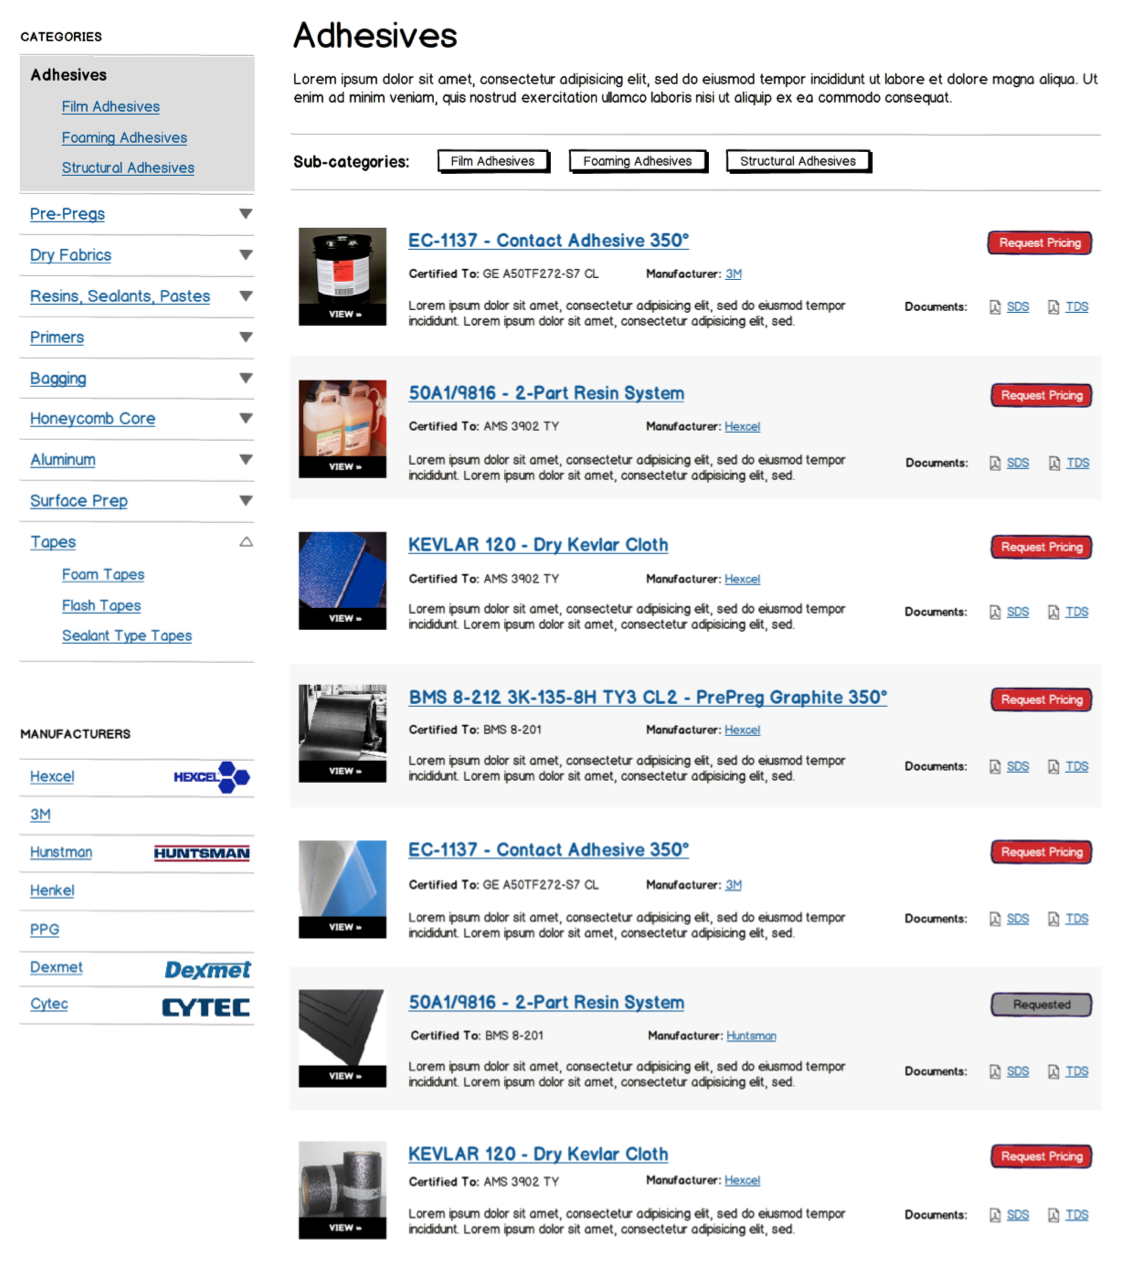 CATEGORIES
Adhesives
Film Adhesives
Foaming Adhesives
Structural Adhesives
Pre-Pregs
Dry Fabrics
Resins, Sealants, Pastes
Primers
Bagging
Honeycomb Core
Aluminum
Surface Prep
Tapes
Foam Tapes
Flash Tapes
Sealant Type Tapes
MANUFACTURERS
Hexcel HEXCEL
3M
Hunstman HUNTSMAN
Henkel
PPG
Dexmet Dexmet
Cytec CYTEC
Adhesives
Lorem ipsum dolor sit amet, consectetur adipisicing elit, sed do eiusmod tempor incididunt ut labore et dolore magna aliqua. Ut
enim ad minim veniam, quis nostrud exercitation ullamco laboris nisi ut aliquip ex ea commodo consequat.
Sub-categories: Film Adhesives Foaming Adhesives Structural Adhesives
EC-1137 - Contact Adhesive 350° Request Pricing
Certified To: GE A50TF272-S7 CL Manufacturer: 3M
Lorem ipsum dolor sit amet, consectetur adipisicing elit, sed do eiusmod tempor Documents: SDS TDS
incididunt. Lorem ipsum dolor sit amet, consectetur adipisicing elit, sed.
VIEW »
50A1/9816 - 2-Part Resin System Request Pricing
Certified To: AMS 3902 TY Manufacturer: Hexcel
Lorem ipsum dolor sit amet, consectetur adipisicing elit, sed do eiusmod tempor Documents: SDS TDS
incididunt. Lorem ipsum dolor sit amet, consectetur adipisicing elit, sed.
VIEW »
KEVLAR 120 - Dry Kevlar Cloth Request Pricing
Certified To: AMS 3902 TY Manufacturer: Hexcel
Lorem ipsum dolor sit amet, consectetur adipisicing elit, sed do eiusmod tempor Documents: SDS TDS
incididunt. Lorem ipsum dolor sit amet, consectetur adipisicing elit, sed.
VIEW »
BMS 8-212 3K-135-8H TY3 CL2 - PrePreg Graphite 350° Request Pricing
Certified To: BMS 8-201 Manufacturer: Hexcel
Lorem ipsum dolor sit amet, consectetur adipisicing elit, sed do eiusmod tempor Documents: SDS TDS
incididunt. Lorem ipsum dolor sit amet, consectetur adipisicing elit, sed.
VIEW »
EC-1137 - Contact Adhesive 350° Request Pricing
Certified To: GE A50TF272-S7 CL Manufacturer: 3M
Lorem ipsum dolor sit amet, consectetur adipisicing elit, sed do eiusmod tempor Documents: SDS TDS
incididunt. Lorem ipsum dolor sit amet, consectetur adipisicing elit, sed.
VIEW »
50A1/9816 - 2-Part Resin System Requested
Certified To: BMS 8-201 Manufacturer: Huntsman
Lorem ipsum dolor sit amet, consectetur adipisicing elit, sed do eiusmod tempor Documents: SDS TDS
incididunt. Lorem ipsum dolor sit amet, consectetur adipisicing elit, sed.
VIEW »
KEVLAR 120 - Dry Kevlar Cloth Request Pricing
Certified To: AMS 3902 TY Manufacturer: Hexcel
Lorem ipsum dolor sit amet, consectetur adipisicing elit, sed do eiusmod tempor Documents: SDS TDS
incididunt. Lorem ipsum dolor sit amet, consectetur adipisicing elit, sed.
VIEW »